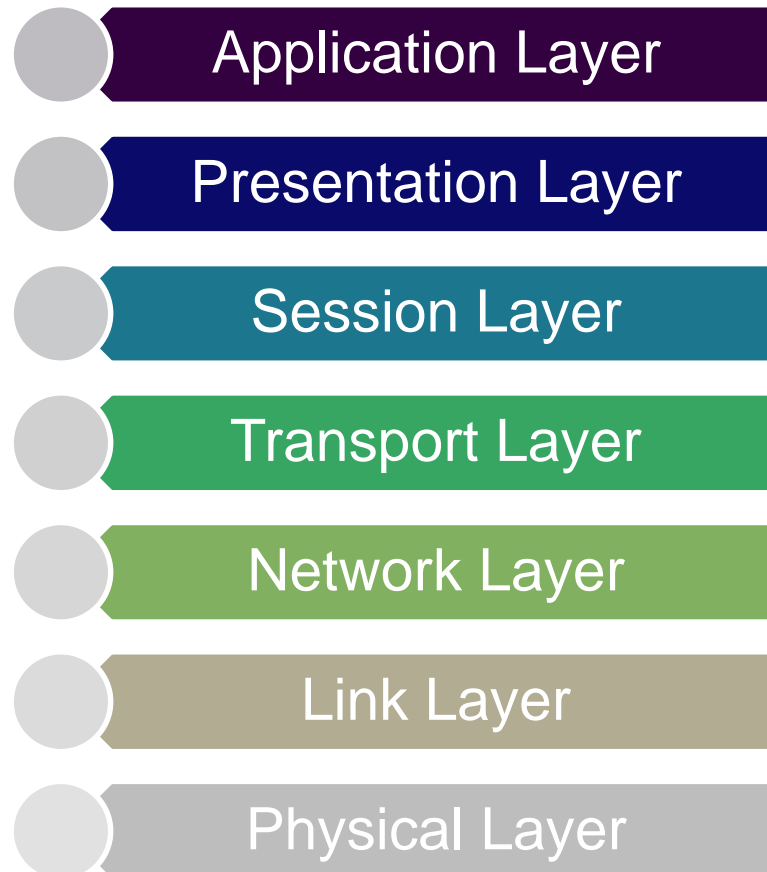 Application Layer
Presentation Layer
Session Layer
Transport Layer
Network Layer
Link Layer
Physical Layer